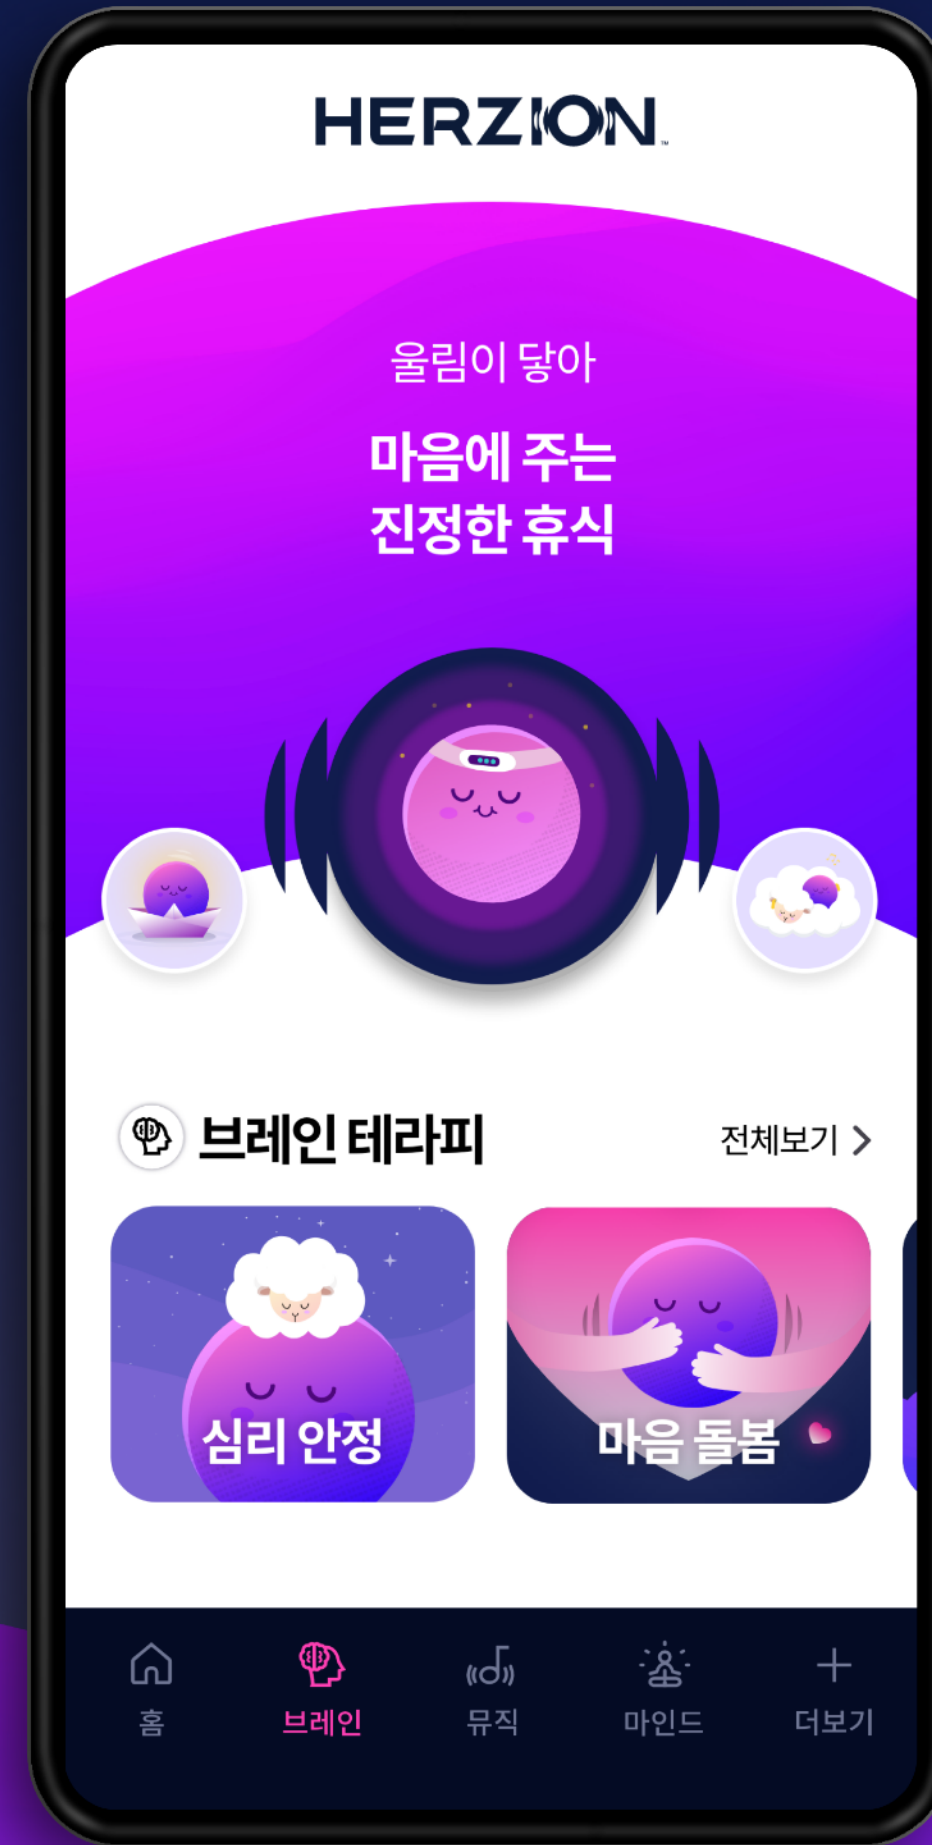 HERZION™
울림이 닿아
마음에 주는
진정한 휴식
브레인 테라피
전체보기
심리 안정
마음 돌봄
홈
브레인
뮤직
마인드
더보기